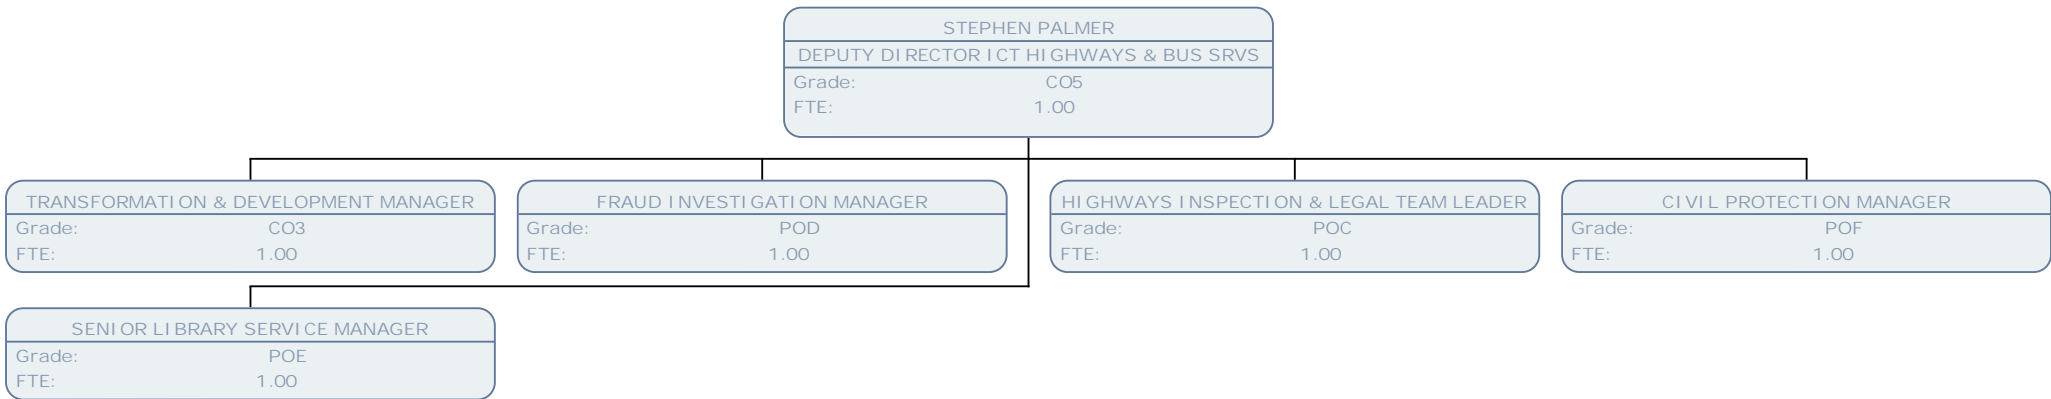 STEPHEN PALMER
DEPUTY DIRECTOR ICT HIGHWAYS & BUS SRVS
Grade: CO5
FTE: 1.00
TRANSFORMATION & DEVELOPMENT MANAGER
Grade: CO3
FTE: 1.00
FRAUD INVESTIGATION MANAGER
Grade: POD
FTE: 1.00
HIGHWAYS INSPECTION & LEGAL TEAM LEADER
Grade: POC
FTE: 1.00
CIVIL PROTECTION MANAGER
Grade: POF
FTE: 1.00
SENIOR LIBRARY SERVICE MANAGER
Grade: POE
FTE: 1.00